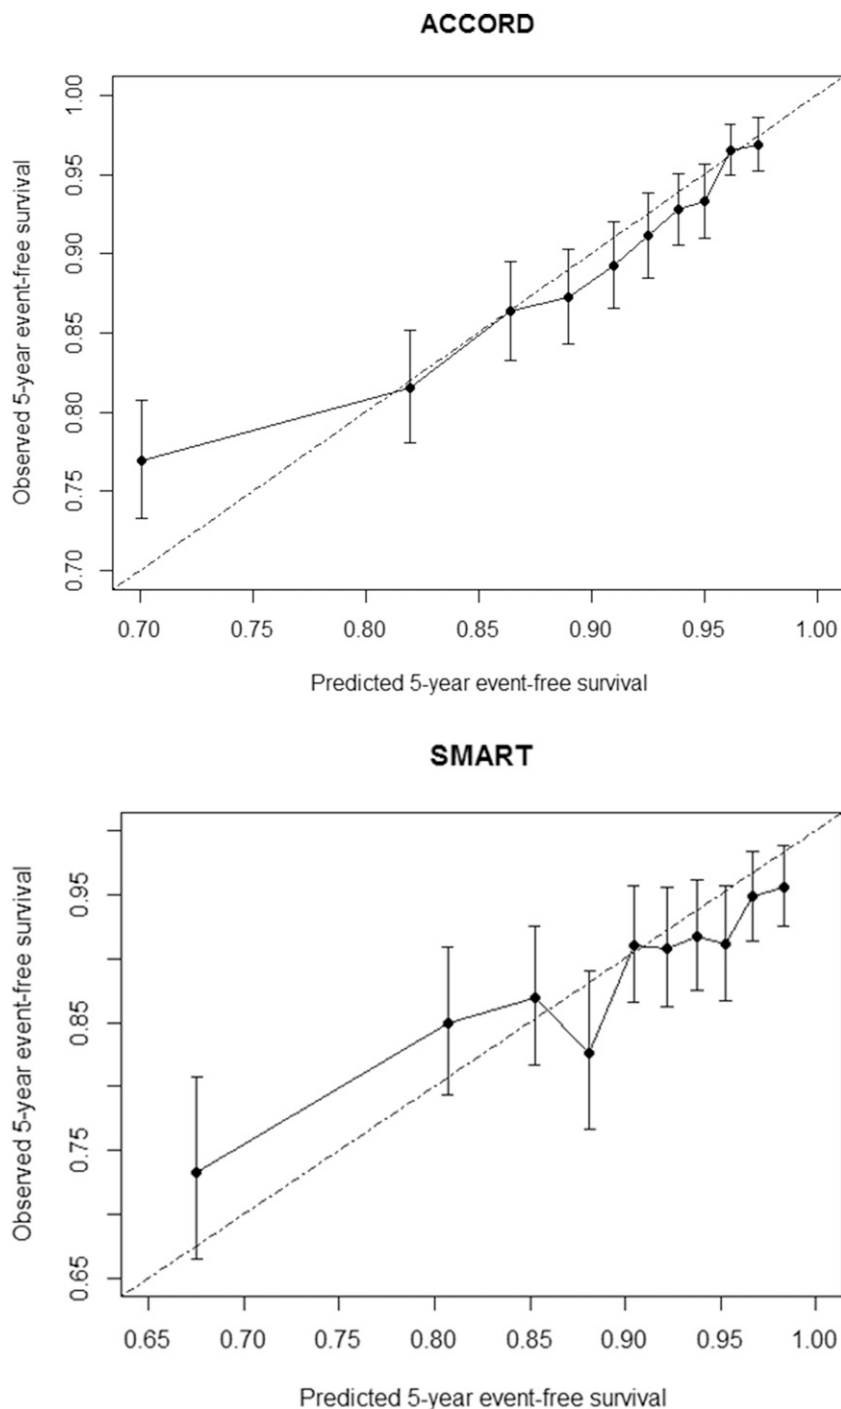 ACCORD
Observed 5-year event-free survival
1.00
0.95
0.90
0.85
0.80
0.75
0.70
0.70 0.75 0.80 0.85 0.90 0.95 1.00
Predicted 5-year event-free survival
SMART
Observed 5-year event-free survival
0.95
0.85
0.75
0.65
0.65 0.70 0.75 0.80 0.85 0.90 0.95 1.00
Predicted 5-year event-free survival